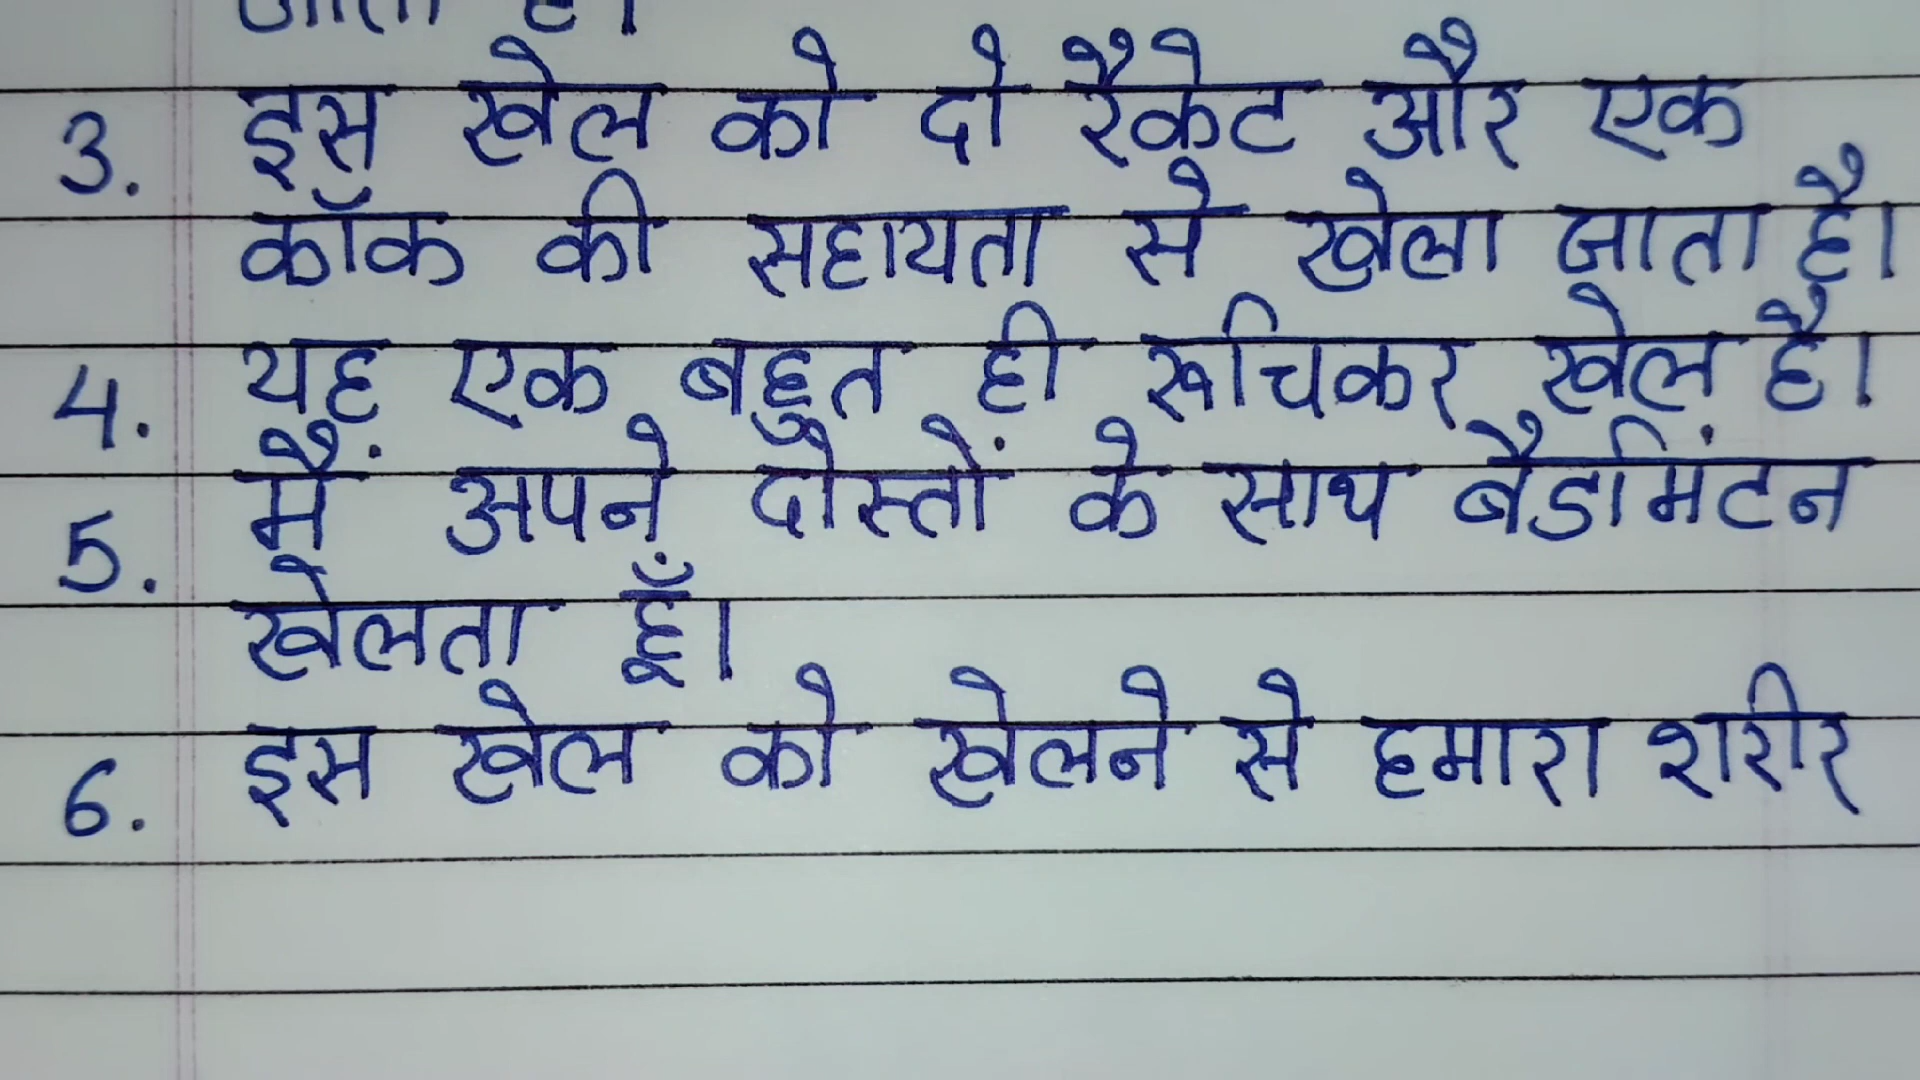 3. इस खेल को दो रैकेट और एक
कॉक की सहायता से खेला जाता है।
4. यह एक बहुत ही रूचिकर खेल है।
5. मैं अपने दोस्तों के साथ बैडमिंटन
खेलता हूँ।
6. इस खेल को खेलने से हमारा शरीर